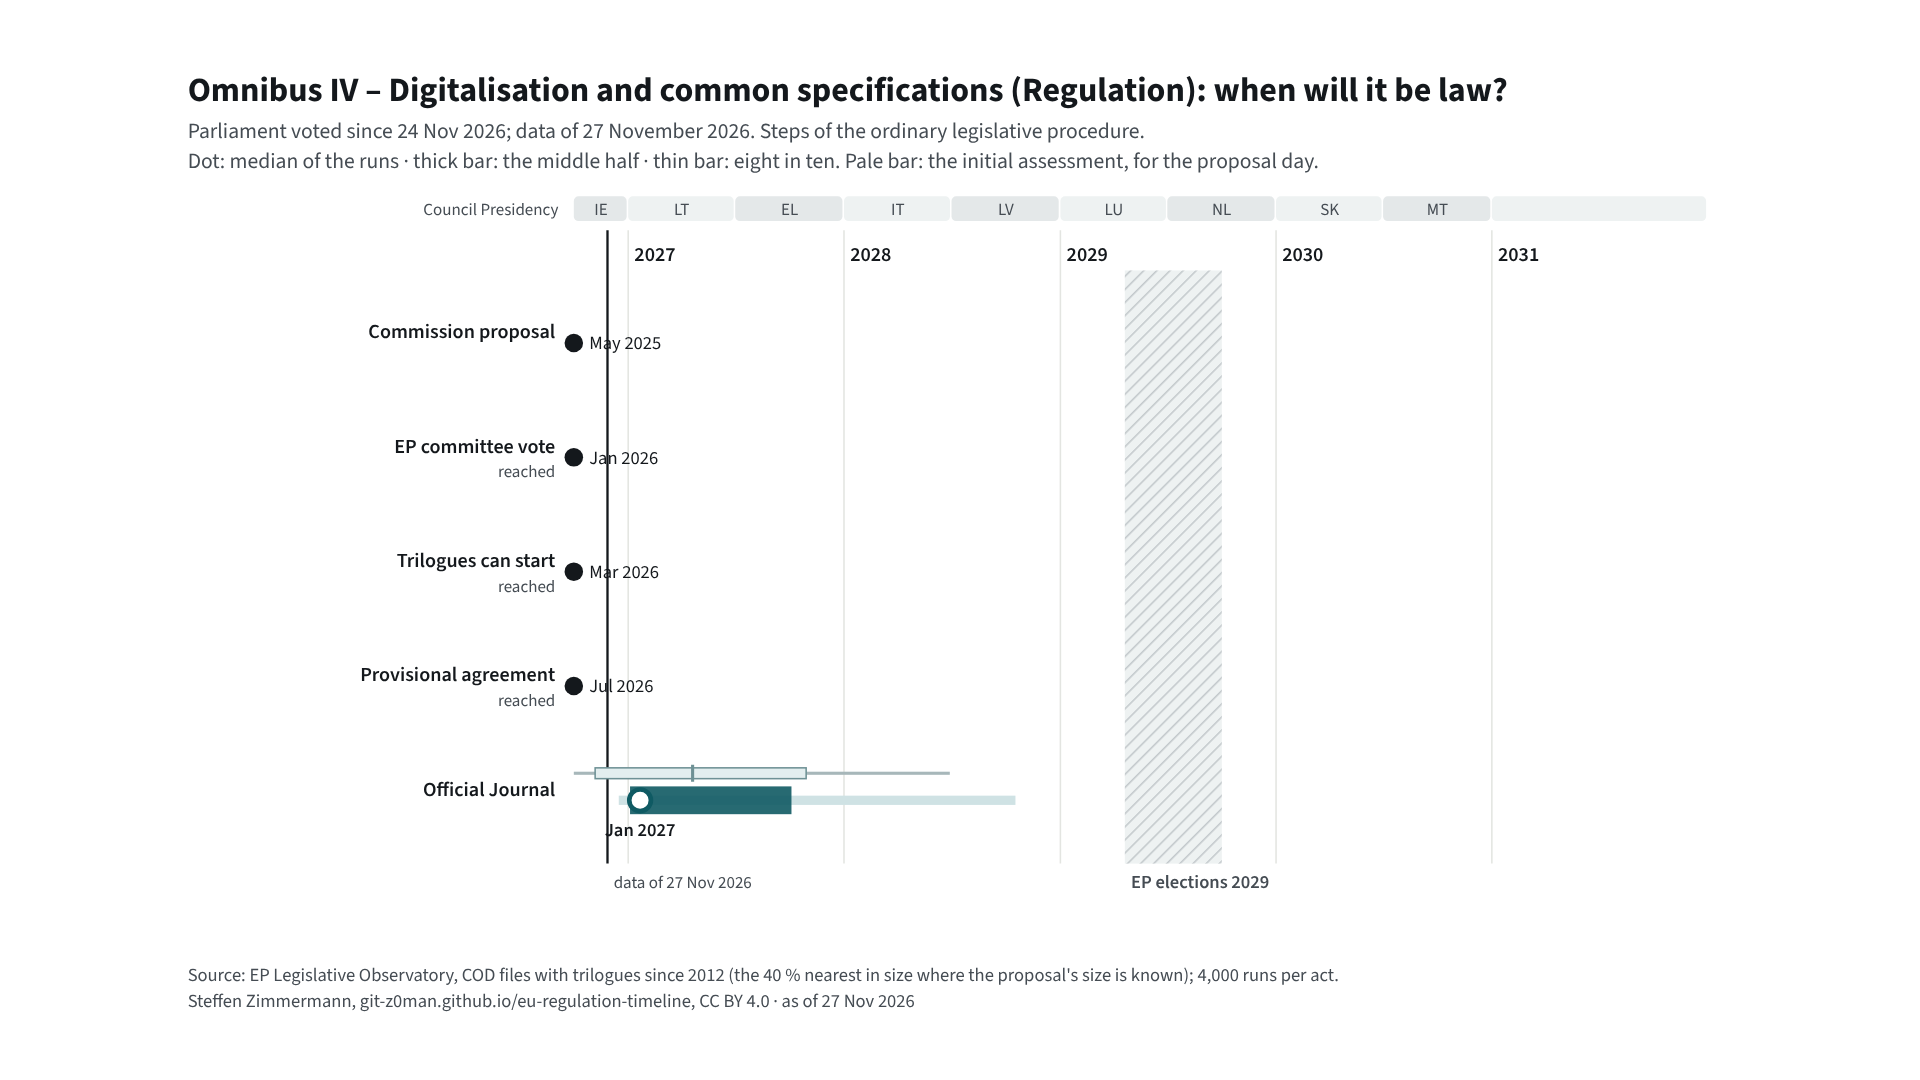 Omnibus IV – Digitalisation and common specifications (Regulation): when will it be law?
Parliament voted since 24 Nov 2026; data of 27 November 2026. Steps of the ordinary legislative procedure.
Dot: median of the runs · thick bar: the middle half · thin bar: eight in ten. Pale bar: the initial assessment, for the proposal day.
Council Presidency IE LT EL IT LV LU NL SK MT
2027 2028 2029 2030 2031
Commission proposal
May 2025
EP committee vote
Jan 2026
reached
Trilogues can start
Mar 2026
reached
Provisional agreement
Jul 2026
reached
Official Journal
Jan 2027
data of 27 Nov 2026 EP elections 2029
Source: EP Legislative Observatory, COD files with trilogues since 2012 (the 40 % nearest in size where the proposal's size is known); 4,000 runs per act.
Steffen Zimmermann, git-z0man.github.io/eu-regulation-timeline, CC BY 4.0 · as of 27 Nov 2026